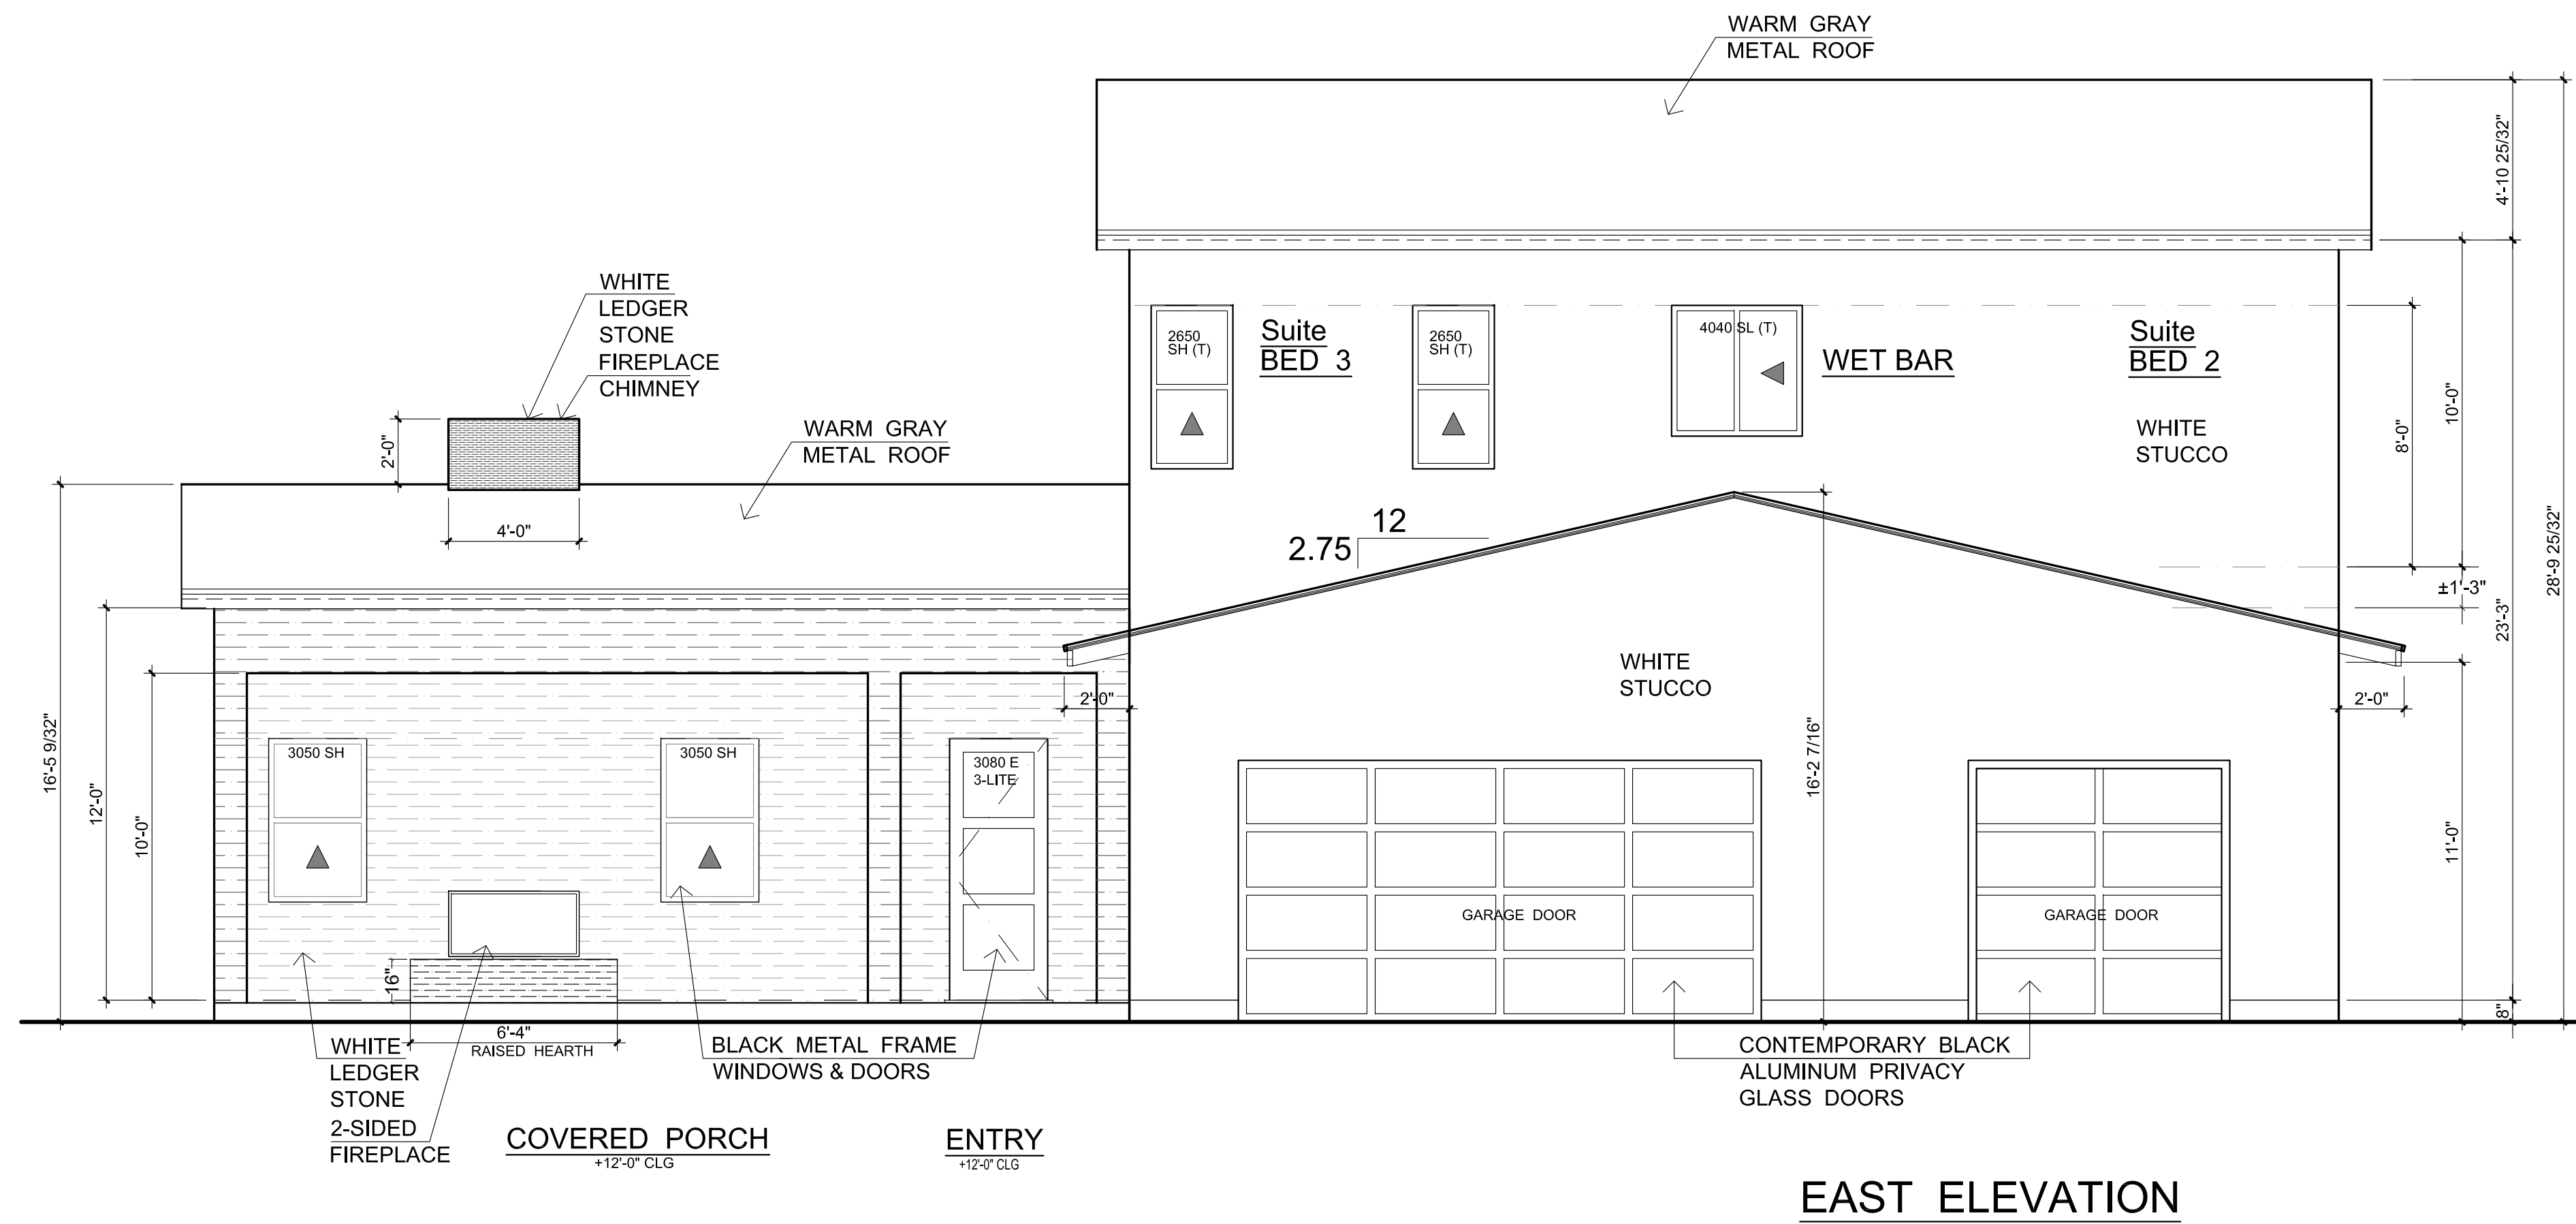 WARM GRAY
METAL ROOF
4'-10 25/32"
28'-9 25/32"
23'-3"
10'-0"
8'-0"
±1'-3"
11'-0"
8"
WHITE
LEDGER
STONE
FIREPLACE
CHIMNEY
2'-0"
4'-0"
WARM GRAY
METAL ROOF
2650
SH (T)
Suite
BED 3
2650
SH (T)
4040 SL (T)
WET BAR
Suite
BED 2
WHITE
STUCCO
12
2.75
16'-5 9/32"
12'-0"
10'-0"
2'-0"
WHITE
STUCCO
16'-2 7/16"
2'-0"
3050 SH
3050 SH
3080 E
3-LITE
GARAGE DOOR
GARAGE DOOR
16"
6'-4"
RAISED HEARTH
WHITE
LEDGER
STONE
2-SIDED
FIREPLACE
BLACK METAL FRAME
WINDOWS & DOORS
CONTEMPORARY BLACK
ALUMINUM PRIVACY
GLASS DOORS
COVERED PORCH
+12'-0" CLG
ENTRY
+12'-0" CLG
EAST ELEVATION